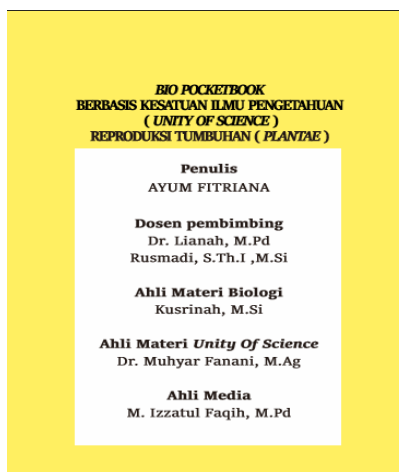 BIO POCKETBOOK
BERBASIS KESATUAN ILMU PENGETAHUAN
( UNITY OF SCIENCE )
REPRODUKSI TUMBUHAN ( PLANTAE )
Penulis
AYUM FITRIANA
Dosen pembimbing
Dr. Lianah, M.Pd
Rusmadi, S.Th.I ,M.Si
Ahli Materi Biologi
Kusrinah, M.Si
Ahli Materi Unity Of Science
Dr. Muhyar Fanani, M.Ag
Ahli Media
M. Izzatul Faqih, M.Pd